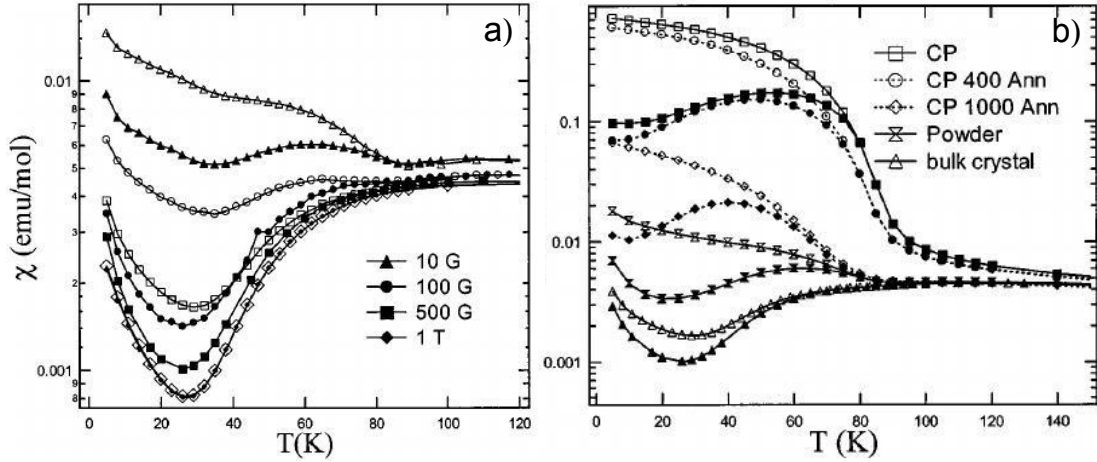 a)
0.01
9
8
7
6
5
4
3
2
0.001
9
8
χ (emu/mol)
10 G
100 G
500 G
1 T
0 20 40 60 80 100 120
T(K)
b)
CP
CP 400 Ann
CP 1000 Ann
Powder
bulk crystal
0.1
0.01
0.001
0 20 40 60 80 100 120 140
T (K)